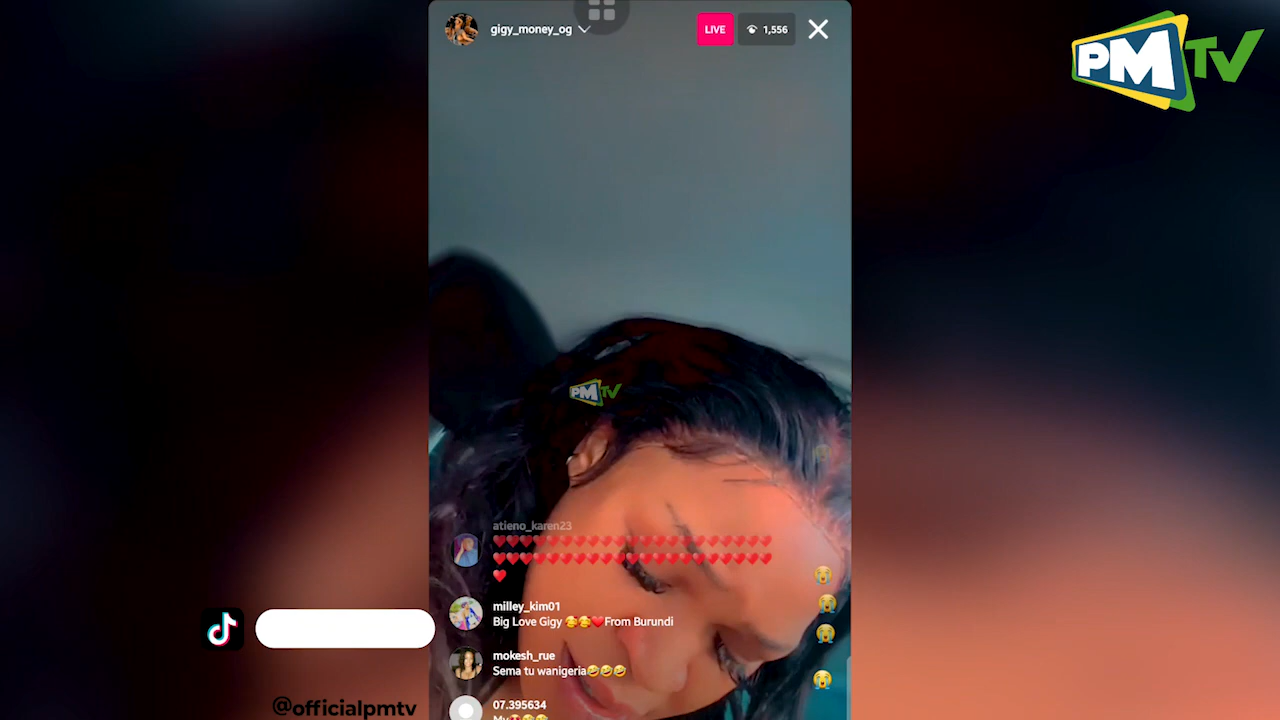 gigy_money_og
LIVE
1,556
PMTV
PMTV
atieno_karen23
milley_kim01
Big Love Gigy 🥰🥰❤️From Burundi
mokesh_rue
Sema tu wanigeria🤣🤣🤣
07.395634
@officialpmtv